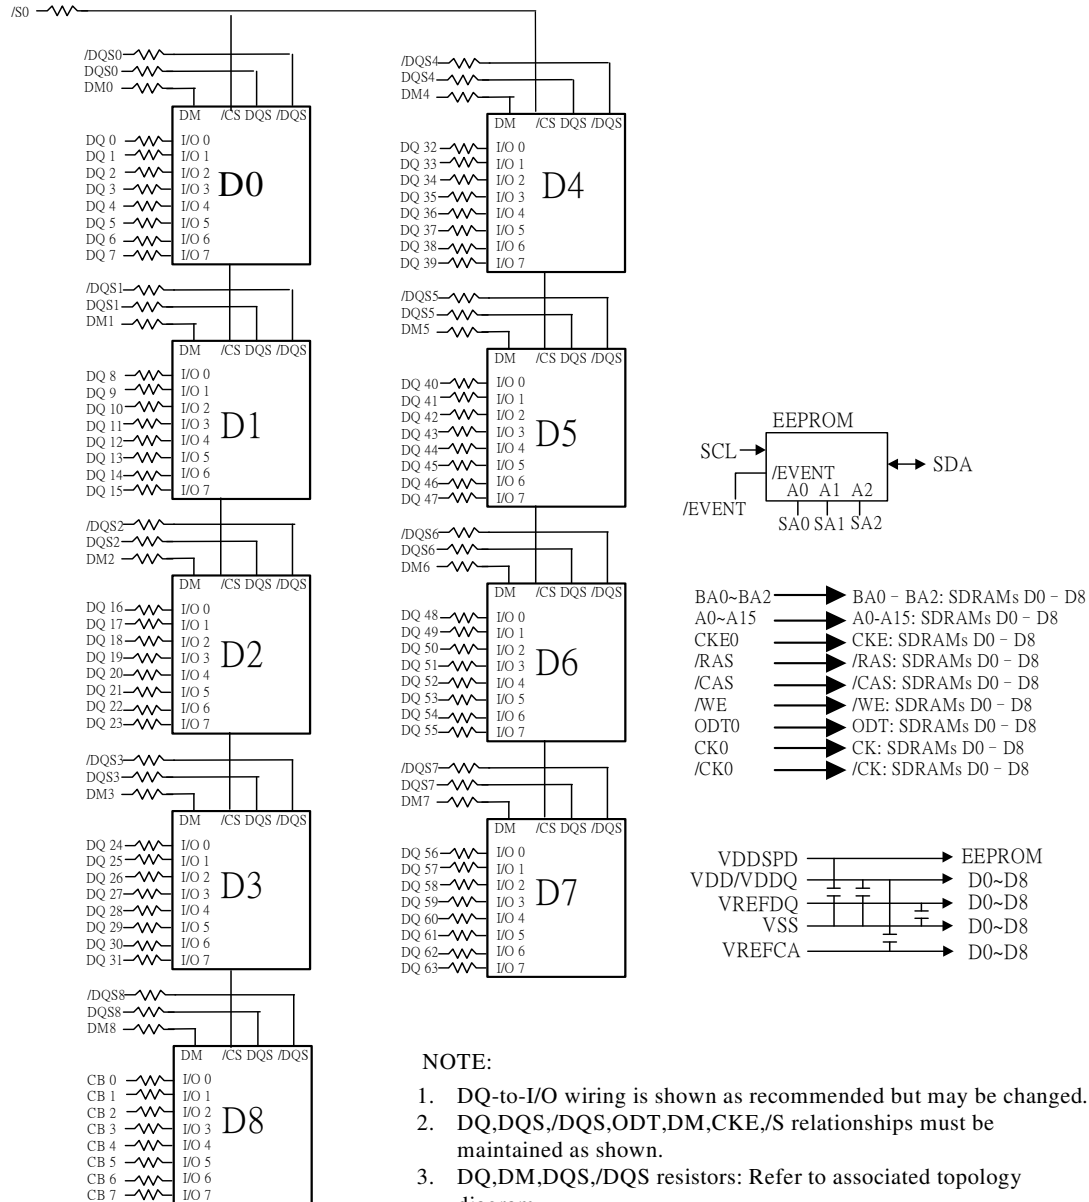 /S0
/DQS0
DQS0
DM0
DM /CS DQS /DQS
DQ 0 I/O 0
DQ 1 I/O 1
DQ 2 I/O 2
DQ 3 I/O 3
DQ 4 I/O 4
DQ 5 I/O 5
DQ 6 I/O 6
DQ 7 I/O 7
D0
/DQS1
DQS1
DM1
DM /CS DQS /DQS
DQ 8 I/O 0
DQ 9 I/O 1
DQ 10 I/O 2
DQ 11 I/O 3
DQ 12 I/O 4
DQ 13 I/O 5
DQ 14 I/O 6
DQ 15 I/O 7
D1
/DQS2
DQS2
DM2
DM /CS DQS /DQS
DQ 16 I/O 0
DQ 17 I/O 1
DQ 18 I/O 2
DQ 19 I/O 3
DQ 20 I/O 4
DQ 21 I/O 5
DQ 22 I/O 6
DQ 23 I/O 7
D2
/DQS3
DQS3
DM3
DM /CS DQS /DQS
DQ 24 I/O 0
DQ 25 I/O 1
DQ 26 I/O 2
DQ 27 I/O 3
DQ 28 I/O 4
DQ 29 I/O 5
DQ 30 I/O 6
DQ 31 I/O 7
D3
/DQS8
DQS8
DM8
DM /CS DQS /DQS
CB 0 I/O 0
CB 1 I/O 1
CB 2 I/O 2
CB 3 I/O 3
CB 4 I/O 4
CB 5 I/O 5
CB 6 I/O 6
CB 7 I/O 7
D8
/DQS4
DQS4
DM4
DM /CS DQS /DQS
DQ 32 I/O 0
DQ 33 I/O 1
DQ 34 I/O 2
DQ 35 I/O 3
DQ 36 I/O 4
DQ 37 I/O 5
DQ 38 I/O 6
DQ 39 I/O 7
D4
/DQS5
DQS5
DM5
DM /CS DQS /DQS
DQ 40 I/O 0
DQ 41 I/O 1
DQ 42 I/O 2
DQ 43 I/O 3
DQ 44 I/O 4
DQ 45 I/O 5
DQ 46 I/O 6
DQ 47 I/O 7
D5
/DQS6
DQS6
DM6
DM /CS DQS /DQS
DQ 48 I/O 0
DQ 49 I/O 1
DQ 50 I/O 2
DQ 51 I/O 3
DQ 52 I/O 4
DQ 53 I/O 5
DQ 54 I/O 6
DQ 55 I/O 7
D6
/DQS7
DQS7
DM7
DM /CS DQS /DQS
DQ 56 I/O 0
DQ 57 I/O 1
DQ 58 I/O 2
DQ 59 I/O 3
DQ 60 I/O 4
DQ 61 I/O 5
DQ 62 I/O 6
DQ 63 I/O 7
D7
EEPROM
SCL SDA
/EVENT
A0 A1 A2
/EVENT
SA0 SA1 SA2
BA0~BA2 BA0 - BA2: SDRAMs D0 - D8
A0~A15 A0-A15: SDRAMs D0 - D8
CKE0 CKE: SDRAMs D0 - D8
/RAS /RAS: SDRAMs D0 - D8
/CAS /CAS: SDRAMs D0 - D8
/WE /WE: SDRAMs D0 - D8
ODT0 ODT: SDRAMs D0 - D8
CK0 CK: SDRAMs D0 - D8
/CK0 /CK: SDRAMs D0 - D8
VDDSPD EEPROM
VDD/VDDQ D0~D8
VREFDQ D0~D8
VSS D0~D8
VREFCA D0~D8
NOTE:
1. DQ-to-I/O wiring is shown as recommended but may be changed.
2. DQ,DQS,/DQS,ODT,DM,CKE,/S relationships must be
maintained as shown.
3. DQ,DM,DQS,/DQS resistors: Refer to associated topology